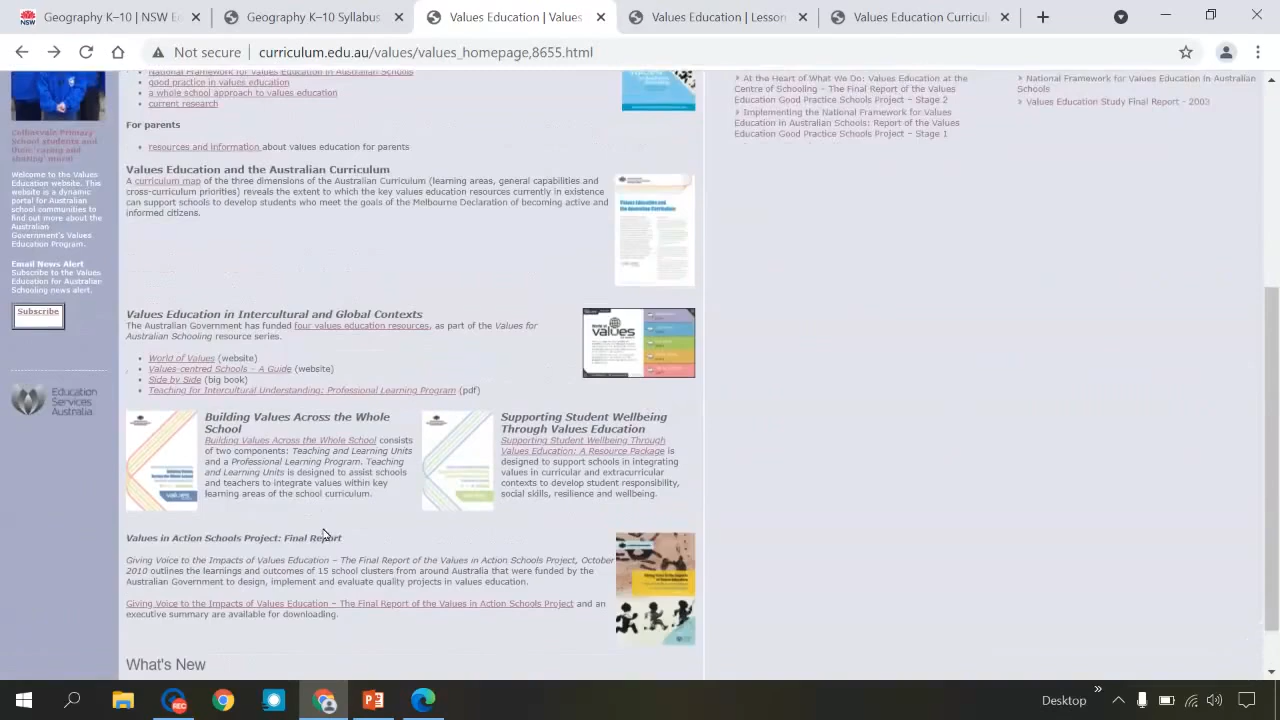 Geography K–10 NSW Curriculum E
Geography K–10 Syllabus
Values Education | Values E
Values Education | Lesson
Values Education Curricul
Not secure
curriculum.edu.au/values/values_homepage,8655.html
National Framework for Values Education in Australian Schools
good practice in values education
a whole school approach to values education
current research
For parents
resources and information about values education for parents
Values Education and the Australian Curriculum
A curriculum map of the three dimensions of the Australian Curriculum (learning areas, general capabilities and
cross-curriculum priorities) reveals the extent to which the key values education resources currently in existence
can support schools to develop students who meet the goals of the Melbourne Declaration of becoming active and
informed citizens.
Values Education in Intercultural and Global Contexts
The Australian Government has funded four values education resources, as part of the Values for
Australian Schooling resource series.
World of Values (website)
Values-centred Schools – A Guide (website)
Side by Side (big book)
Teaching for Intercultural Understanding: Professional Learning Program (pdf)
Building Values Across the Whole
School
Building Values Across the Whole School consists
of two components: Teaching and Learning Units
and a Professional Learning Program. Teaching
and Learning Units is designed to assist schools
and teachers to integrate values within key
learning areas of the school curriculum.
Supporting Student Wellbeing
Through Values Education
Supporting Student Wellbeing Through
Values Education: A Resource Package is
designed to support schools in integrating
values in curricular and extracurricular
contexts to develop student responsibility,
social skills, resilience and wellbeing.
Values in Action Schools Project: Final Report
Giving Voice to the Impacts of Values Education – The Final Report of the Values in Action Schools Project, October
2010 outlines the learnings and outcomes of 15 school clusters from around Australia that were funded by the
Australian Government to design, implement and evaluate projects in values education.
Giving Voice to the Impacts of Values Education – The Final Report of the Values in Action Schools Project and an
executive summary are available for downloading.
What's New
Primary
School students and
their 'caring and
sharing' mural
Welcome to the Values
Education website. This
website is a dynamic
portal for Australian
school communities to
find out more about the
Australian
Government's Values
Education Program.
Email News Alert
Subscribe to the Values
Education for Australian
Schooling news alert.
Subscribe
Education
Services
Australia
At the Heart of What We Do: Values Education at the
Centre of Schooling – The Final Report of the Values
Education Good Practice Schools Project – Stage 2
Implementing the National Framework for Values
Education in Australian Schools: Report of the Values
Education Good Practice Schools Project – Stage 1
National Framework for Values Education in Australian
Schools
Values Education Study Final Report - 2003
Values Education and
the Australian Curriculum
World of
values
values
values
REC
Desktop